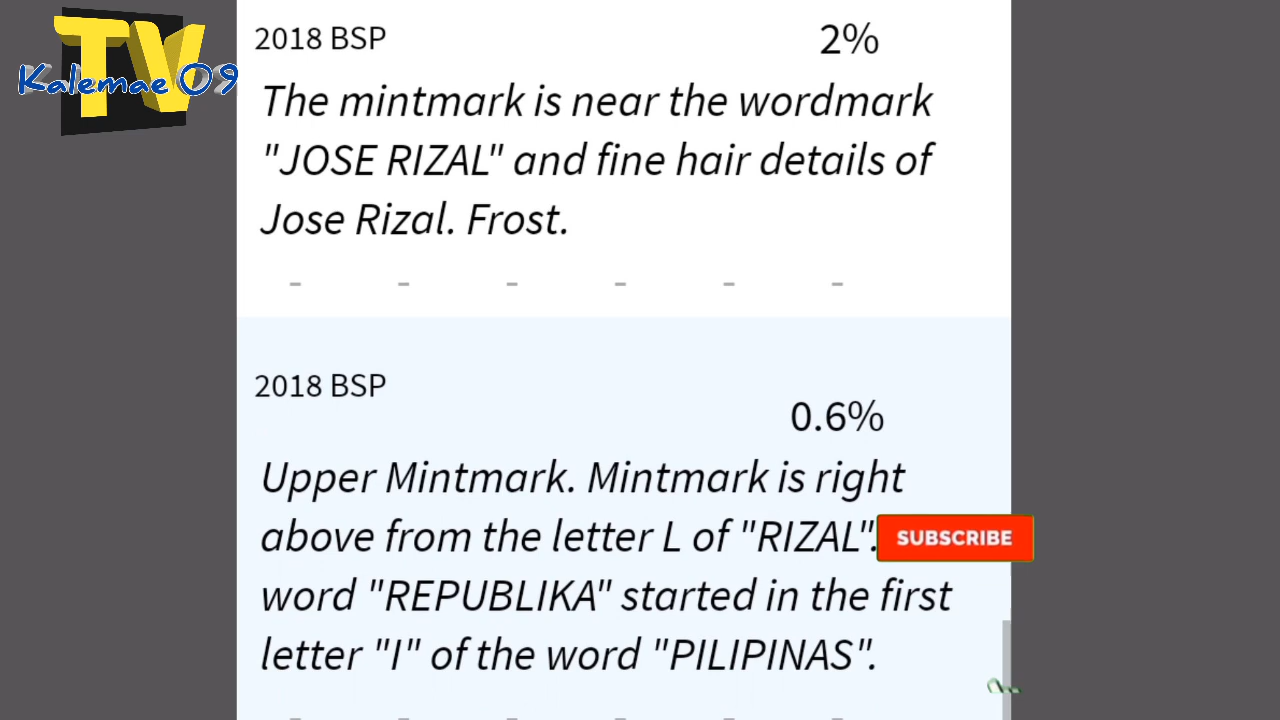 TV
Kalemae 09
2018 BSP
2%
The mintmark is near the wordmark
"JOSE RIZAL" and fine hair details of
Jose Rizal. Frost.
- - - - - -
2018 BSP
0.6%
Upper Mintmark. Mintmark is right
above from the letter L of "RIZAL".
SUBSCRIBE
word "REPUBLIKA" started in the first
letter "I" of the word "PILIPINAS".